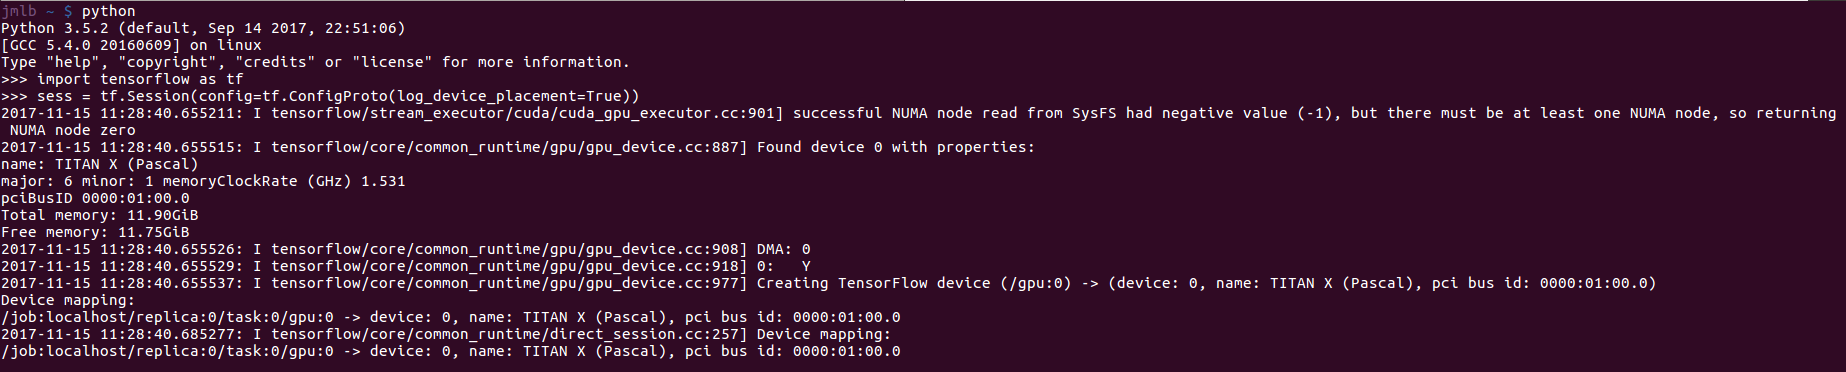 jmlb ~ $ python
Python 3.5.2 (default, Sep 14 2017, 22:51:06)
[GCC 5.4.0 20160609] on linux
Type "help", "copyright", "credits" or "license" for more information.
>>> import tensorflow as tf
>>> sess = tf.Session(config=tf.ConfigProto(log_device_placement=True))
2017-11-15 11:28:40.655211: I tensorflow/stream_executor/cuda/cuda_gpu_executor.cc:901] successful NUMA node read from SysFS had negative value (-1), but there must be at least one NUMA node, so returning
 NUMA node zero
2017-11-15 11:28:40.655515: I tensorflow/core/common_runtime/gpu/gpu_device.cc:887] Found device 0 with properties:
name: TITAN X (Pascal)
major: 6 minor: 1 memoryClockRate (GHz) 1.531
pciBusID 0000:01:00.0
Total memory: 11.90GiB
Free memory: 11.75GiB
2017-11-15 11:28:40.655526: I tensorflow/core/common_runtime/gpu/gpu_device.cc:908] DMA: 0
2017-11-15 11:28:40.655529: I tensorflow/core/common_runtime/gpu/gpu_device.cc:918] 0:   Y
2017-11-15 11:28:40.655537: I tensorflow/core/common_runtime/gpu/gpu_device.cc:977] Creating TensorFlow device (/gpu:0) -> (device: 0, name: TITAN X (Pascal), pci bus id: 0000:01:00.0)
Device mapping:
/job:localhost/replica:0/task:0/gpu:0 -> device: 0, name: TITAN X (Pascal), pci bus id: 0000:01:00.0
2017-11-15 11:28:40.685277: I tensorflow/core/common_runtime/direct_session.cc:257] Device mapping:
/job:localhost/replica:0/task:0/gpu:0 -> device: 0, name: TITAN X (Pascal), pci bus id: 0000:01:00.0